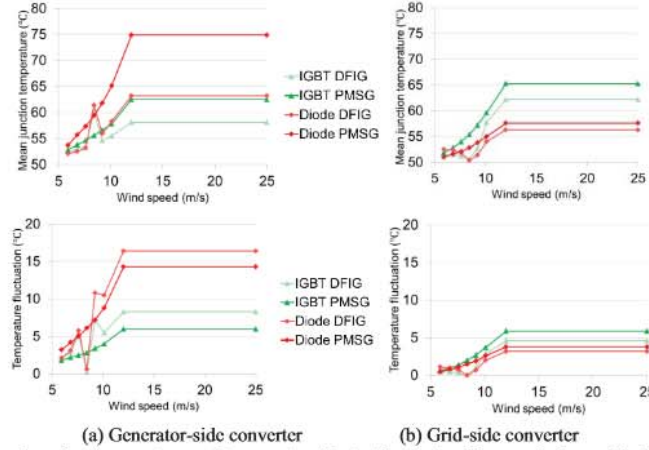 Mean junction temperature (°C)
80
75
70
65
60
55
50
5 10 15 20 25
Wind speed (m/s)
IGBT DFIG
IGBT PMSG
Diode DFIG
Diode PMSG
Mean junction temperature (°C)
80
75
70
65
60
55
50
5 10 15 20 25
Wind speed (m/s)
Temperature fluctuation (°C)
20
15
10
5
0
5 10 15 20 25
Wind speed (m/s)
IGBT DFIG
IGBT PMSG
Diode DFIG
Diode PMSG
Temperature fluctuation (°C)
20
15
10
5
0
5 10 15 20 25
Wind speed (m/s)
(a) Generator-side converter
(b) Grid-side converter